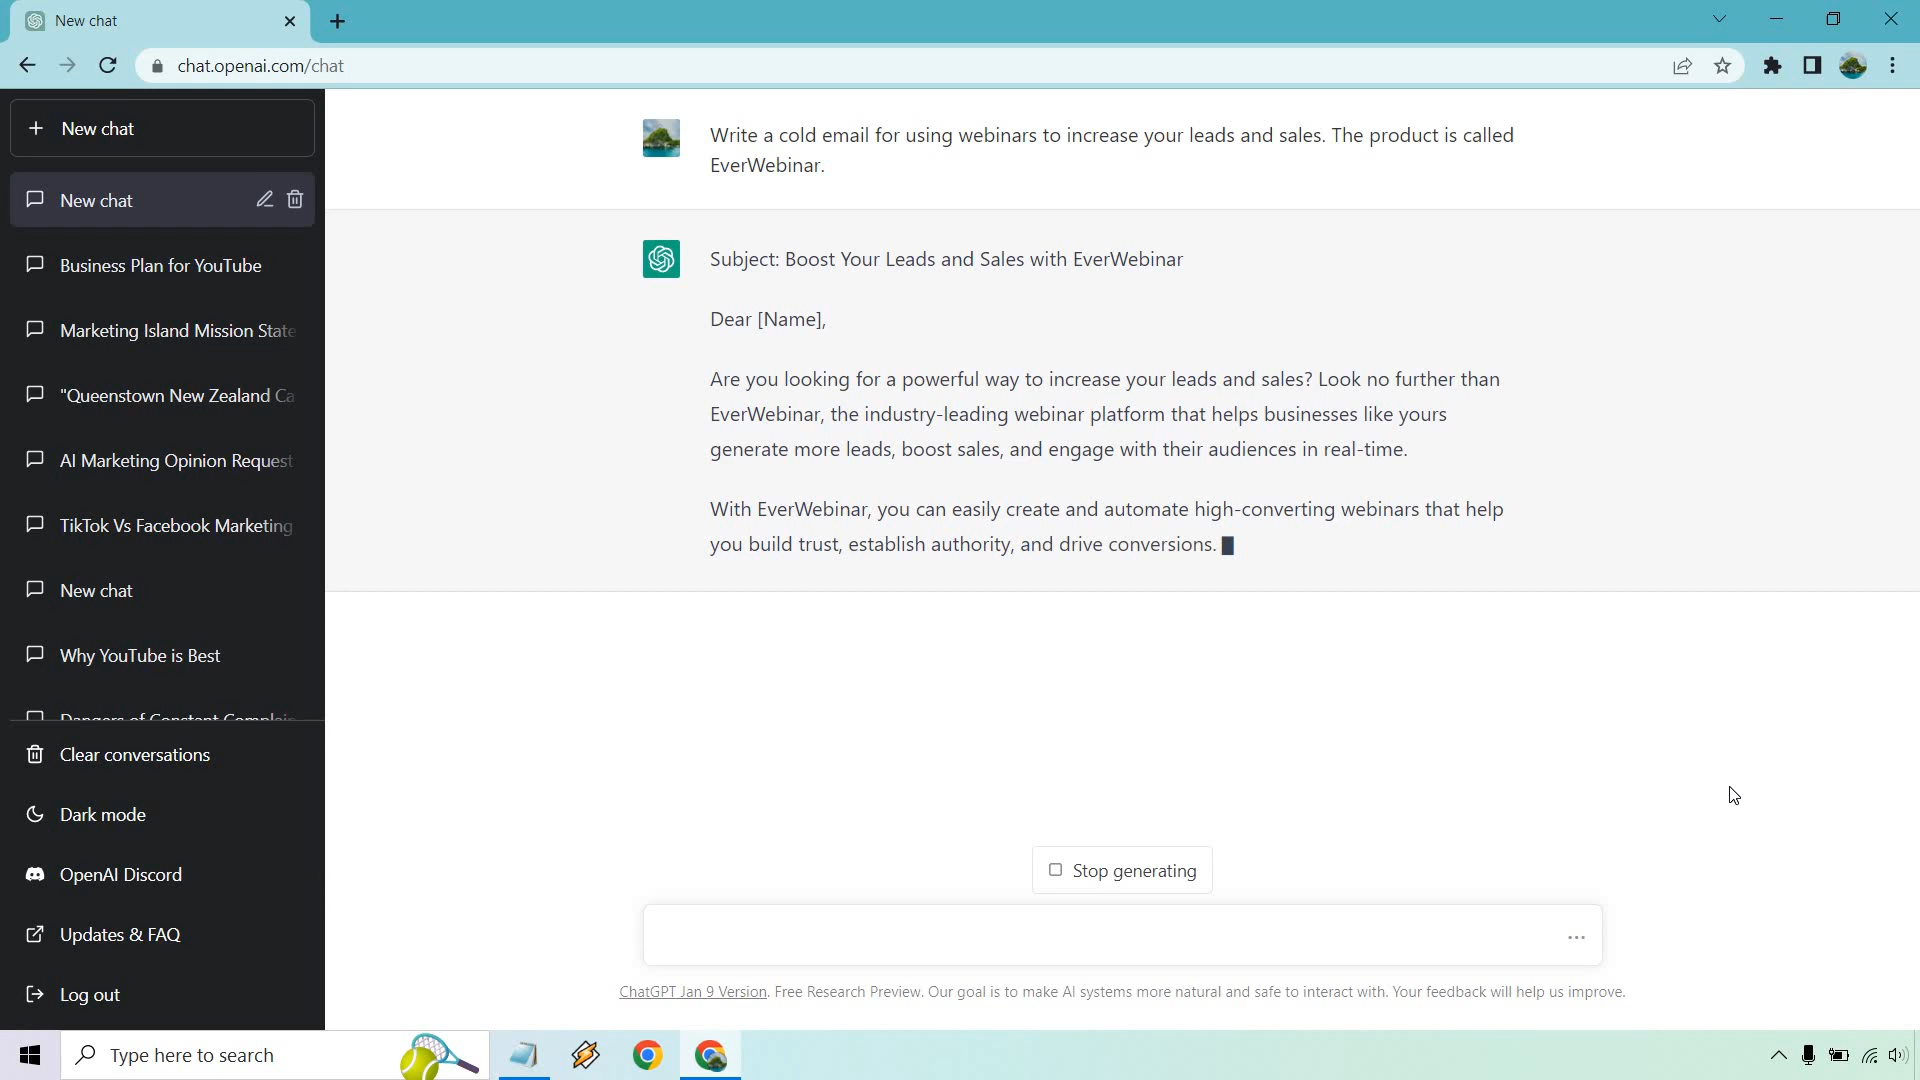 New chat
chat.openai.com/chat
New chat
New chat
Business Plan for YouTube
Marketing Island Mission State
"Queenstown New Zealand Ca
AI Marketing Opinion Request
TikTok Vs Facebook Marketing
New chat
Why YouTube is Best
Dangers of Constant Complain
Clear conversations
Dark mode
OpenAI Discord
Updates & FAQ
Log out
Write a cold email for using webinars to increase your leads and sales. The product is called
EverWebinar.
Subject: Boost Your Leads and Sales with EverWebinar
Dear [Name],
Are you looking for a powerful way to increase your leads and sales? Look no further than
EverWebinar, the industry-leading webinar platform that helps businesses like yours
generate more leads, boost sales, and engage with their audiences in real-time.
With EverWebinar, you can easily create and automate high-converting webinars that help
you build trust, establish authority, and drive conversions.
Stop generating
ChatGPT Jan 9 Version. Free Research Preview. Our goal is to make AI systems more natural and safe to interact with. Your feedback will help us improve.
Type here to search